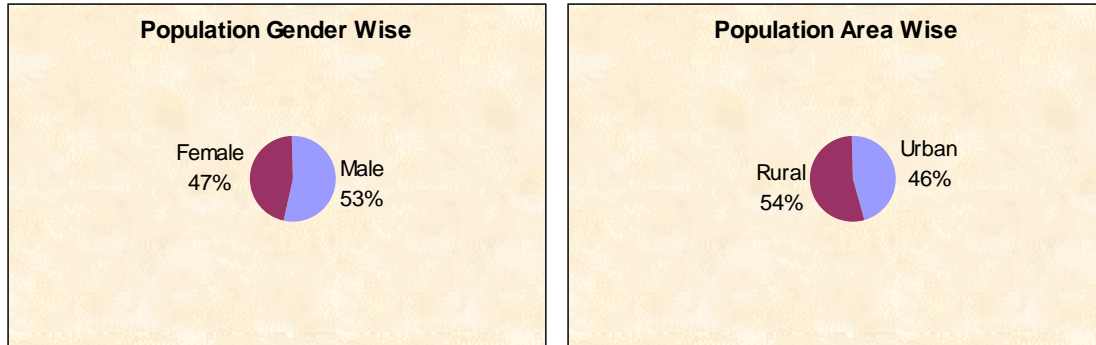 Population Gender Wise
Female
47%
Male
53%
Population Area Wise
Rural
54%
Urban
46%